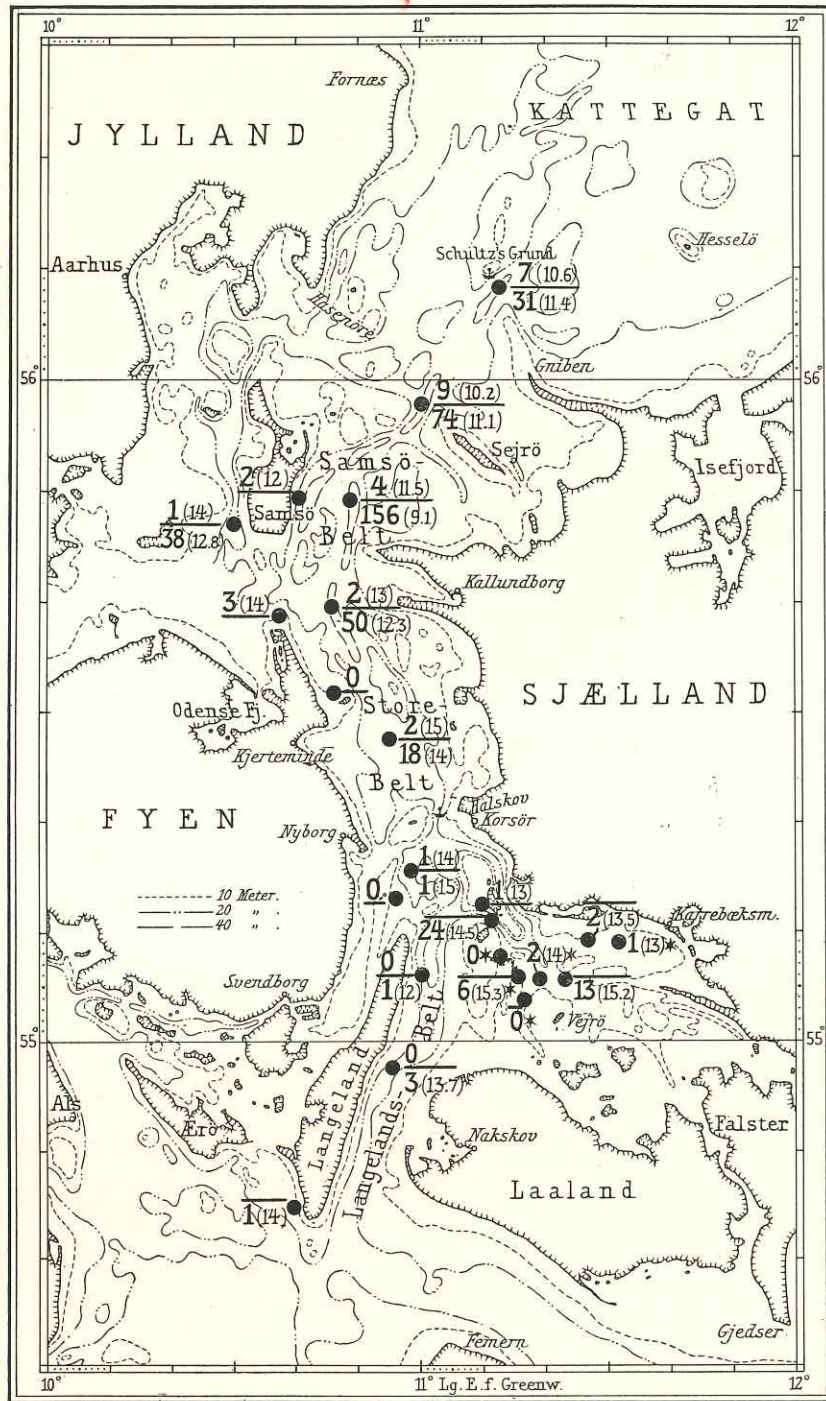 10° 11° 12°
Fornæs
KATTEGAT
JYLLAND
Hesselö
Schultz's Grund
Aarhus
7 (10.6)
31 (11.4)
Hasenöre
Gniben
56° 56°
9 (10.2)
74 (11.1)
Sejrö
Isefjord
Samsö-
2 (12)
4 (11.5)
Samsö
156 (9.1)
1 (14)
38 (12.8)
Belt
Kallundborg
2 (13)
3 (14)
50 (12.3)
0
SJÆLLAND
Odense Fj.
Store-
2 (15)
18 (14)
Kjerteminde
Belt
Halskov
Korsör
FYEN
Nyborg
1 (14)
1 (15)
10 Meter.
20 " .
40 " .
0
1 (13)
24 (14.5)
2 (13.5)
Karrebæksm.
1 (13)*
0*
2 (14)*
0
1 (12)
6 (15.3)*
13 (15.2)
Svendborg
0*
Vejrö
55° 55°
Belt
0
3 (13.7)
Als
Ærö
Langeland
Langelands-
Nakskov
Falster
Laaland
1 (14)
Gjedser
Femern
10° 11° Lg. E. f. Greenw. 12°